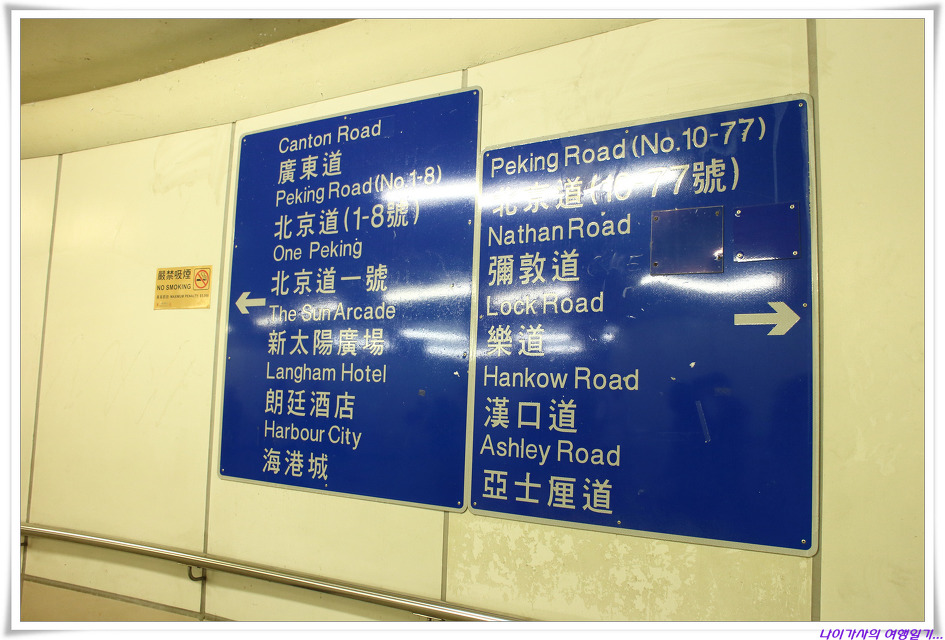 Canton Road
廣東道
Peking Road (No.1-8)
北京道(1-8號)
One Peking
北京道一號
The Sun Arcade
新太陽廣場
Langham Hotel
朗廷酒店
Harbour City
海港城
Peking Road (No.10-77)
北京道(10-77號)
Nathan Road
彌敦道
Lock Road
樂道
Hankow Road
漢口道
Ashley Road
亞士厘道
嚴禁吸煙
NO SMOKING
나이가사의 여행일기...